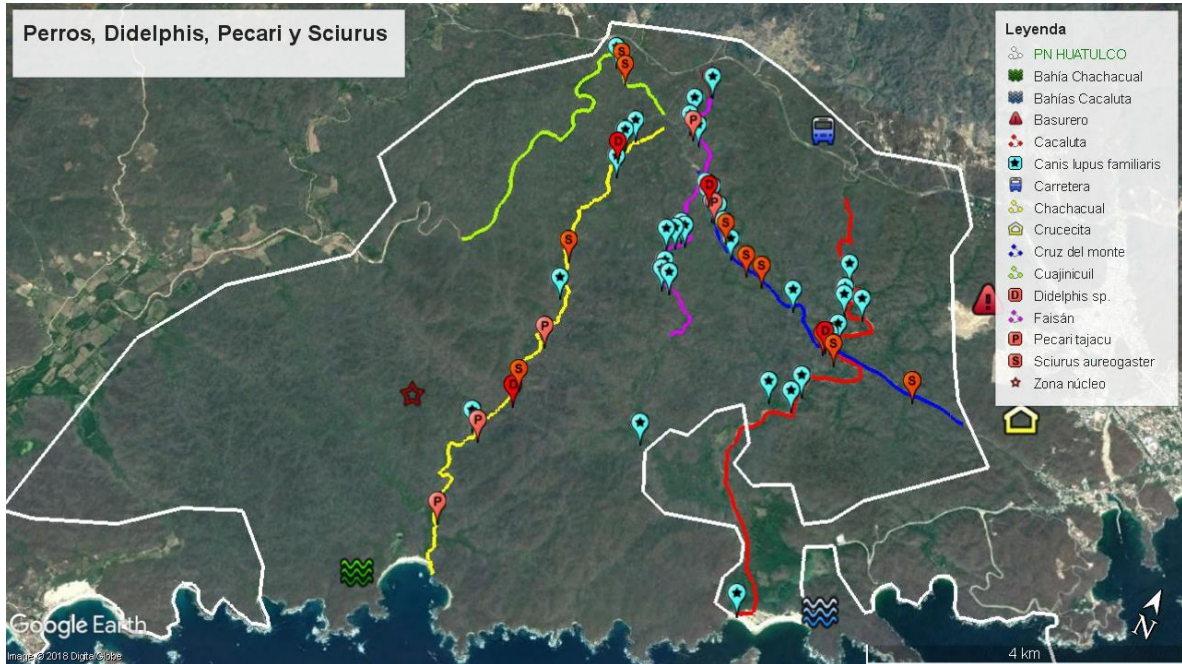 Perros, Didelphis, Pecari y Sciurus
Leyenda
PN HUATULCO
Bahía Chachacual
Bahías Cacaluta
Basurero
Cacaluta
Canis lupus familiaris
Carretera
Chachacual
Crucecita
Cruz del monte
Cuajinicuil
Didelphis sp.
Faisán
Pecari tajacu
Sciurus aureogaster
Zona núcleo
S
S
P
D
D
P
S
S
S
S
P
D
S
S
D
S
P
P
N
Google Earth
Image © 2018 DigitalGlobe
4 km